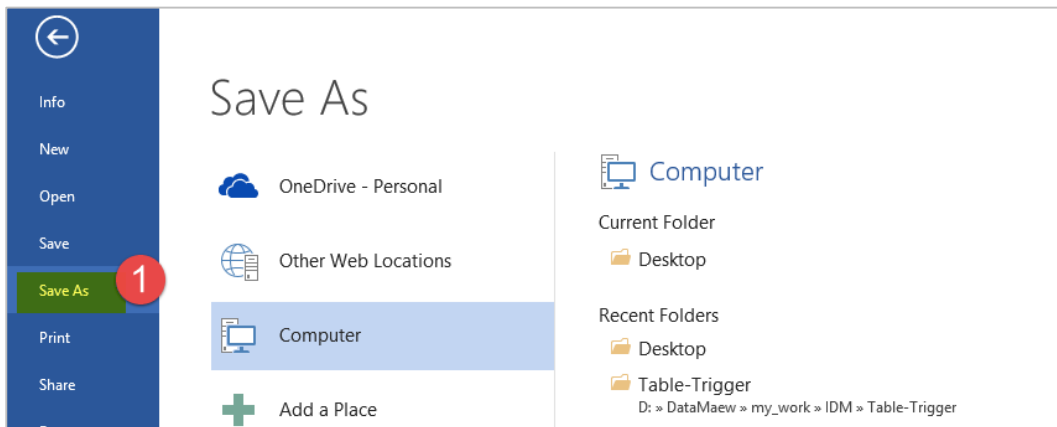 Info
New
Open
Save
Save As
1
Print
Share
Save As
OneDrive - Personal
Other Web Locations
Computer
Add a Place
Computer
Current Folder
Desktop
Recent Folders
Desktop
Table-Trigger
D: » DataMaew » my_work » IDM » Table-Trigger